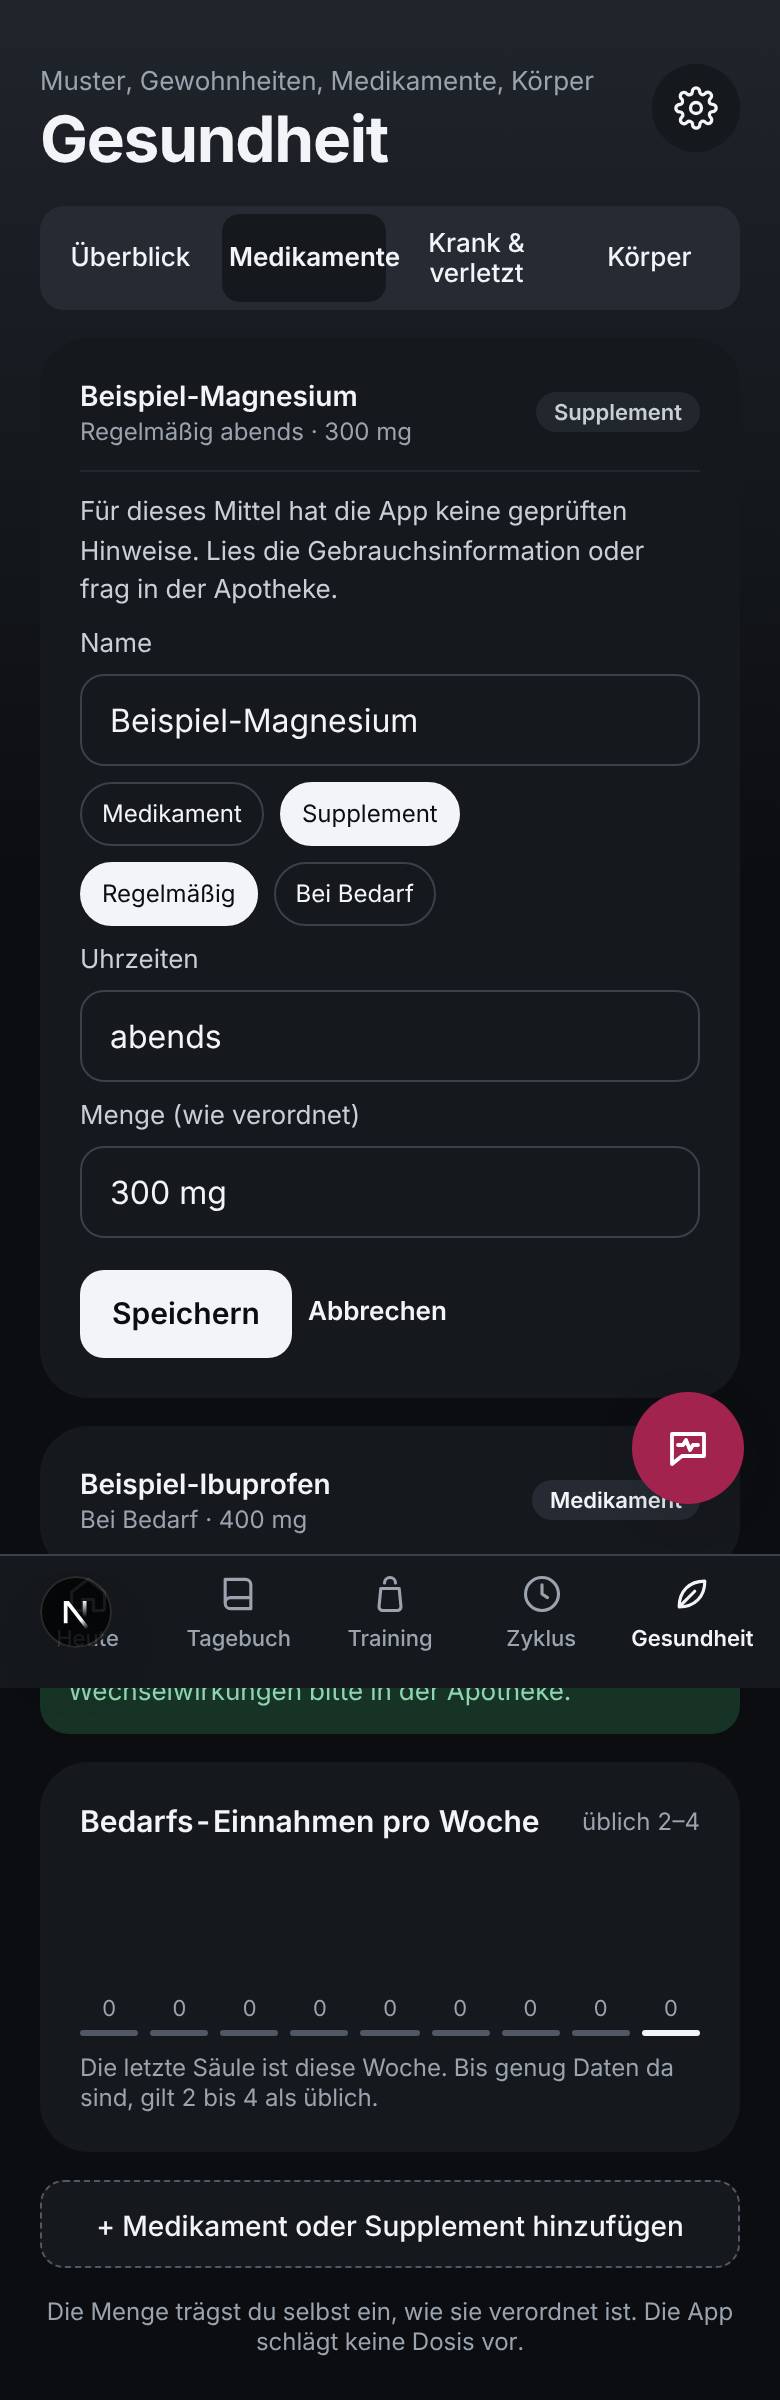 Muster, Gewohnheiten, Medikamente, Körper
Gesundheit
Überblick
Medikamente
Krank &
verletzt
Körper
Beispiel-Magnesium
Supplement
Regelmäßig abends · 300 mg
Für dieses Mittel hat die App keine geprüften
Hinweise. Lies die Gebrauchsinformation oder
frag in der Apotheke.
Name
Beispiel-Magnesium
Medikament
Supplement
Regelmäßig
Bei Bedarf
Uhrzeiten
abends
Menge (wie verordnet)
300 mg
Speichern
Abbrechen
Beispiel-Ibuprofen
Medikament
Bei Bedarf · 400 mg
N
Heute
Tagebuch
Training
Zyklus
Gesundheit
Wechselwirkungen bitte in der Apotheke.
Bedarfs-Einnahmen pro Woche
üblich 2–4
0 0 0 0 0 0 0 0 0
Die letzte Säule ist diese Woche. Bis genug Daten da
sind, gilt 2 bis 4 als üblich.
+ Medikament oder Supplement hinzufügen
Die Menge trägst du selbst ein, wie sie verordnet ist. Die App
schlägt keine Dosis vor.